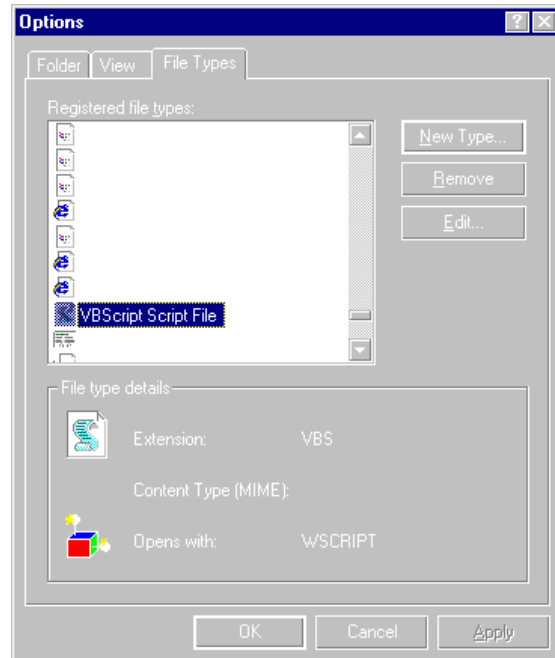 Options
Folder View File Types
Registered file types:
New Type...
Remove
Edit...
VBScript Script File
File type details
Extension: VBS
Content Type (MIME):
Opens with: WSCRIPT
OK Cancel Apply